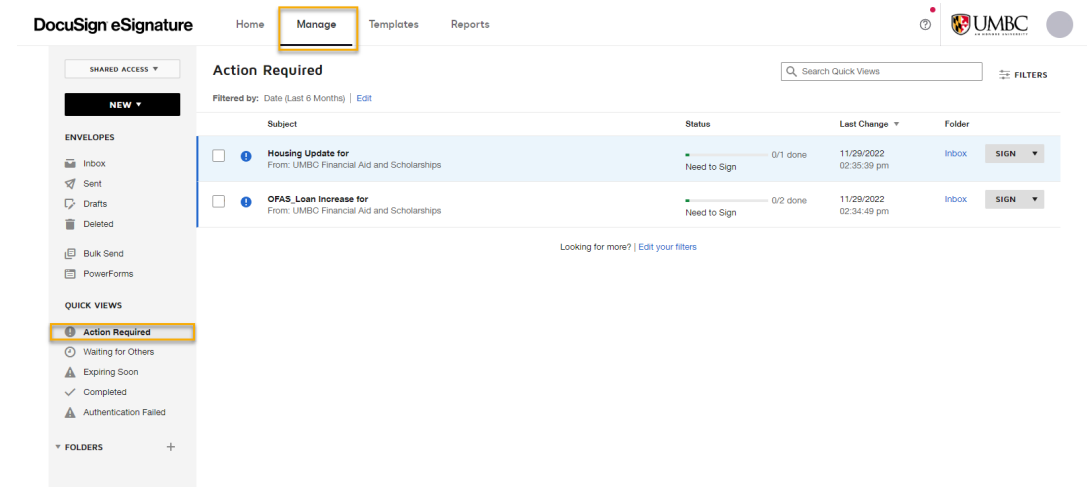 DocuSign eSignature
Home
Manage
Templates
Reports
UMBC
SHARED ACCESS
NEW
ENVELOPES
Inbox
Sent
Drafts
Deleted
Bulk Send
PowerForms
QUICK VIEWS
Action Required
Waiting for Others
Expiring Soon
Completed
Authentication Failed
FOLDERS
Action Required
Search Quick Views
FILTERS
Filtered by: Date (Last 6 Months) | Edit
Subject Status Last Change Folder
Housing Update for
From: UMBC Financial Aid and Scholarships
0/1 done
Need to Sign
11/29/2022
02:35:39 pm
Inbox
SIGN
OFAS_Loan Increase for
From: UMBC Financial Aid and Scholarships
0/2 done
Need to Sign
11/29/2022
02:34:49 pm
Inbox
SIGN
Looking for more? | Edit your filters